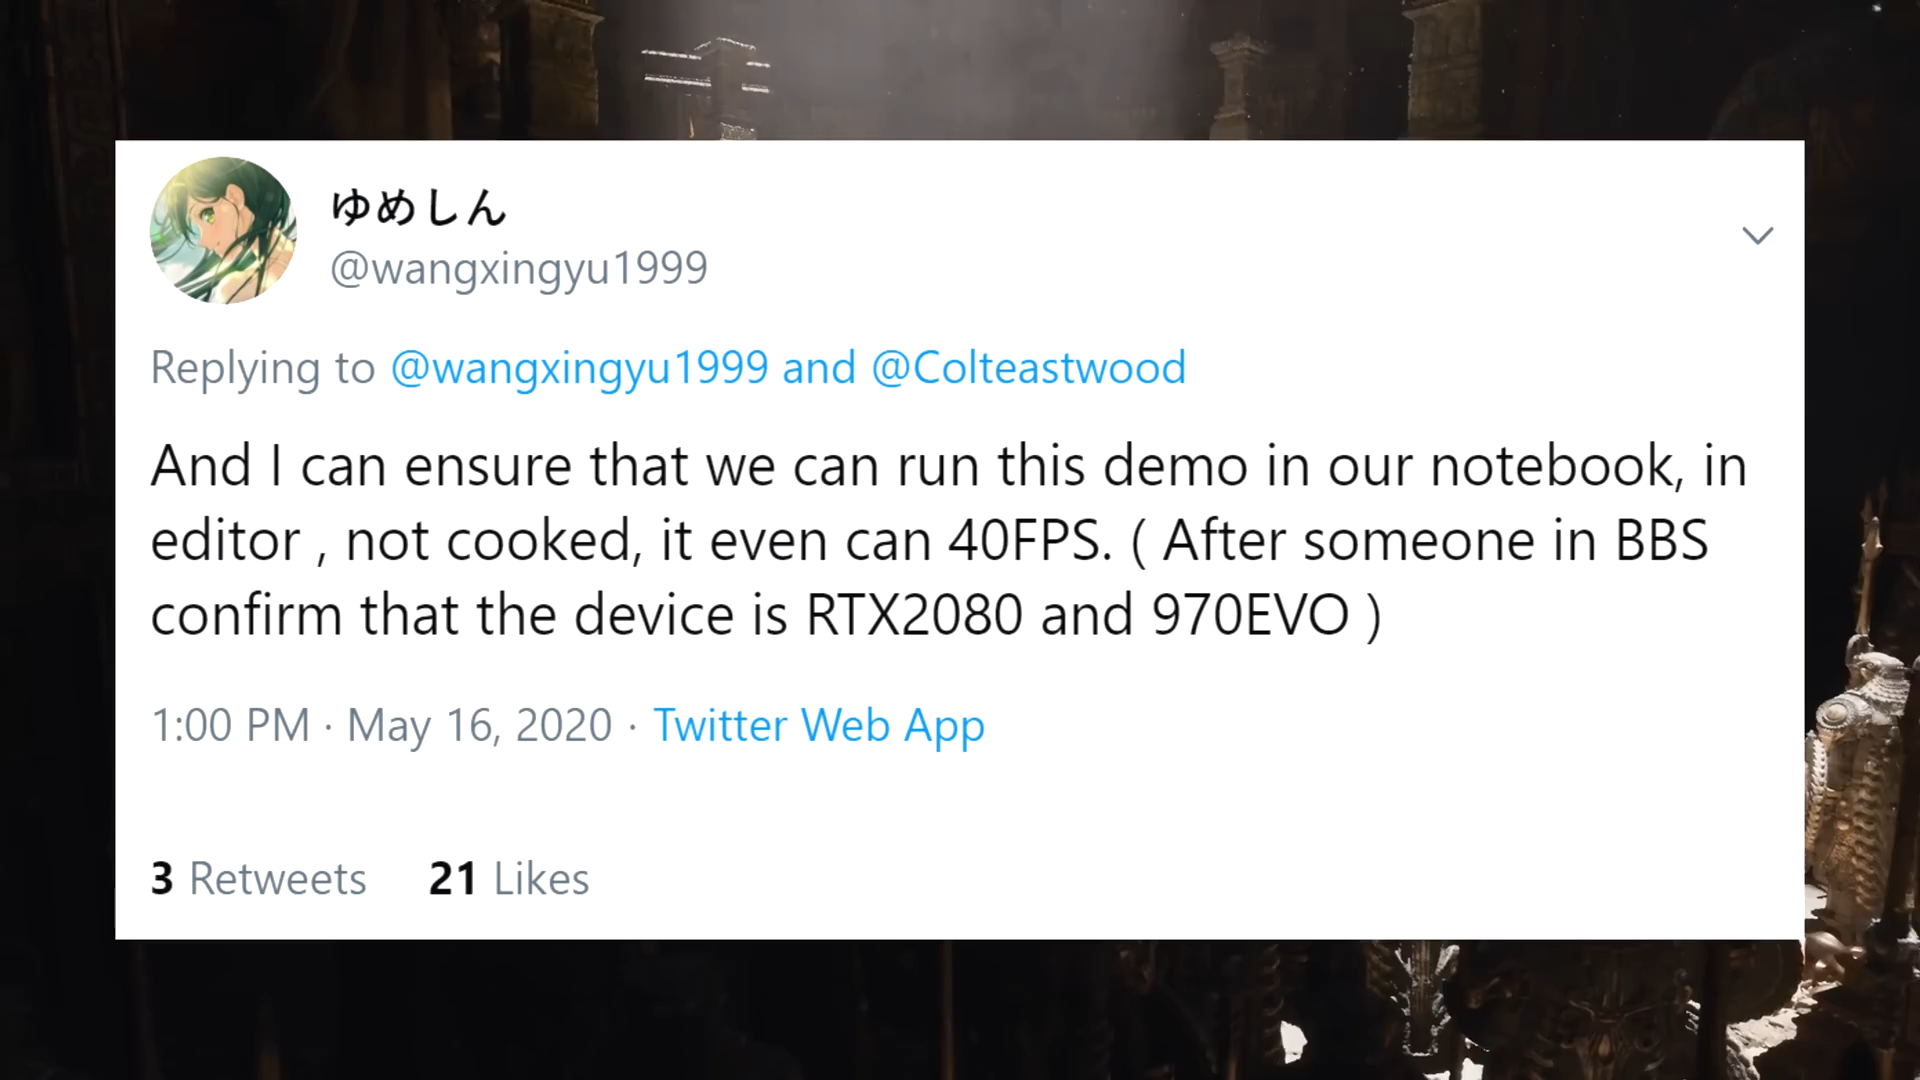 ゆめしん
@wangxingyu1999
Replying to @wangxingyu1999 and @Colteastwood
And I can ensure that we can run this demo in our notebook, in
editor , not cooked, it even can 40FPS. ( After someone in BBS
confirm that the device is RTX2080 and 970EVO )
1:00 PM · May 16, 2020 · Twitter Web App
3 Retweets 21 Likes